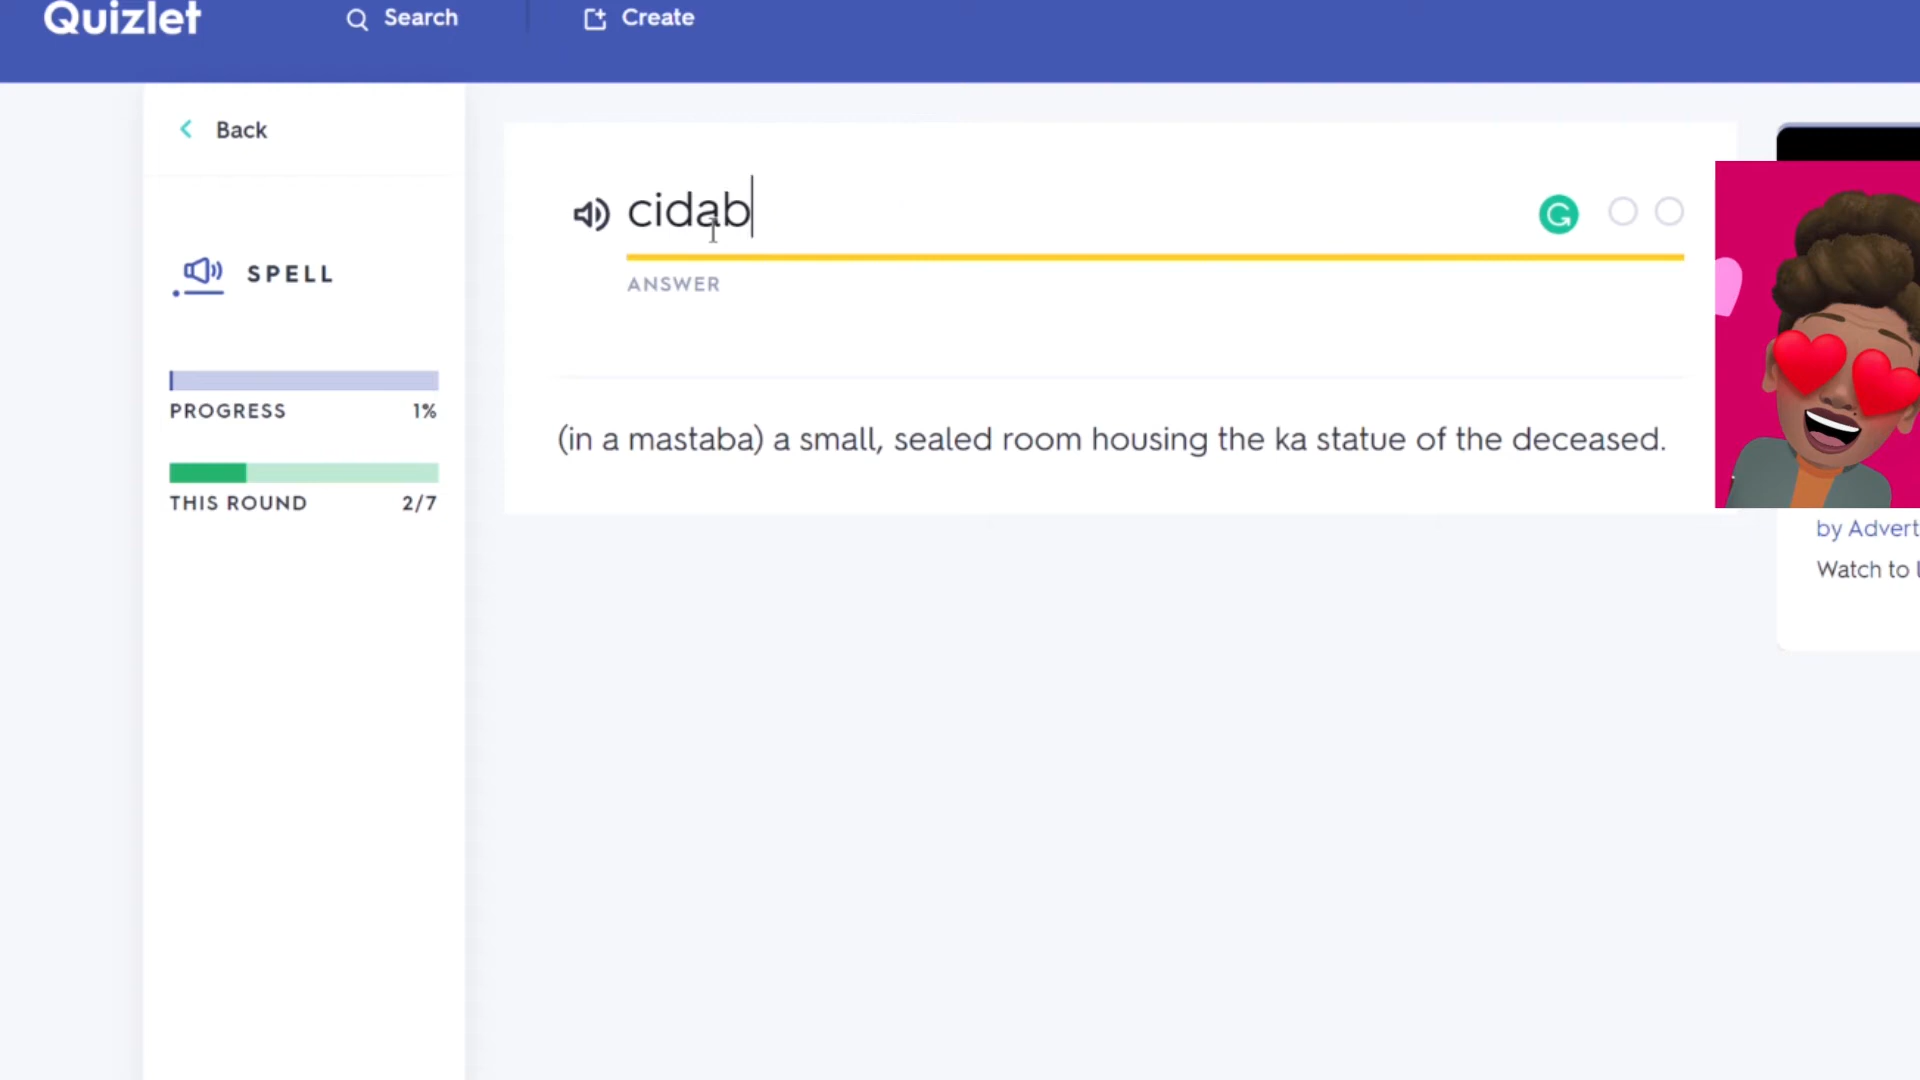 Quizlet
Search
Create
Back
cidab
ANSWER
SPELL
PROGRESS 1%
THIS ROUND 2/7
(in a mastaba) a small, sealed room housing the ka statue of the deceased.
by Advert
Watch to